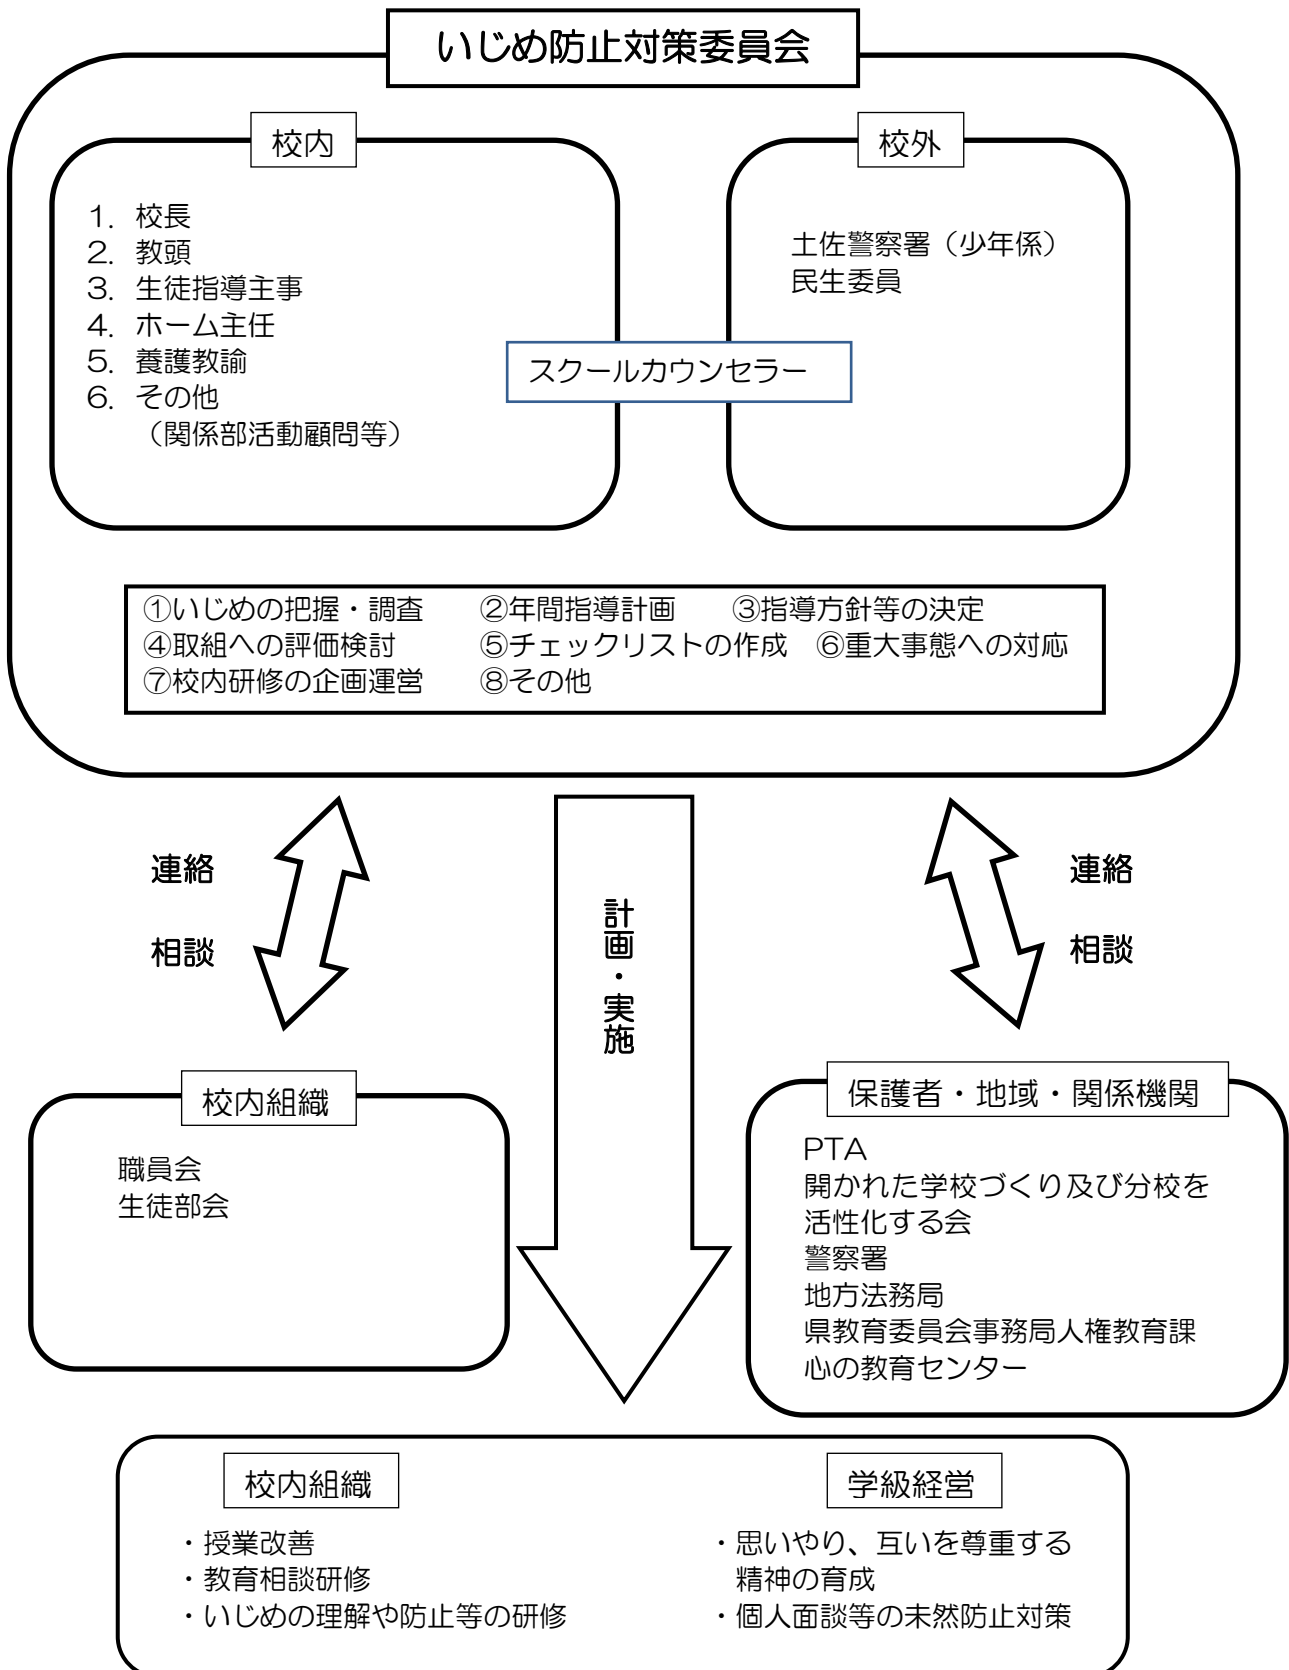 いじめ防止対策委員会
校内
1. 校長
2. 教頭
3. 生徒指導主事
4. ホーム主任
5. 養護教諭
6. その他
（関係部活動顧問等）
校外
土佐警察署（少年係）
民生委員
スクールカウンセラー
①いじめの把握・調査　②年間指導計画　③指導方針等の決定
④取組への評価検討　⑤チェックリストの作成　⑥重大事態への対応
⑦校内研修の企画運営　⑧その他
連絡
相談
計画・実施
連絡
相談
校内組織
職員会
生徒部会
保護者・地域・関係機関
PTA
開かれた学校づくり及び分校を
活性化する会
警察署
地方法務局
県教育委員会事務局人権教育課
心の教育センター
校内組織
・授業改善
・教育相談研修
・いじめの理解や防止等の研修
学級経営
・思いやり、互いを尊重する
精神の育成
・個人面談等の未然防止対策